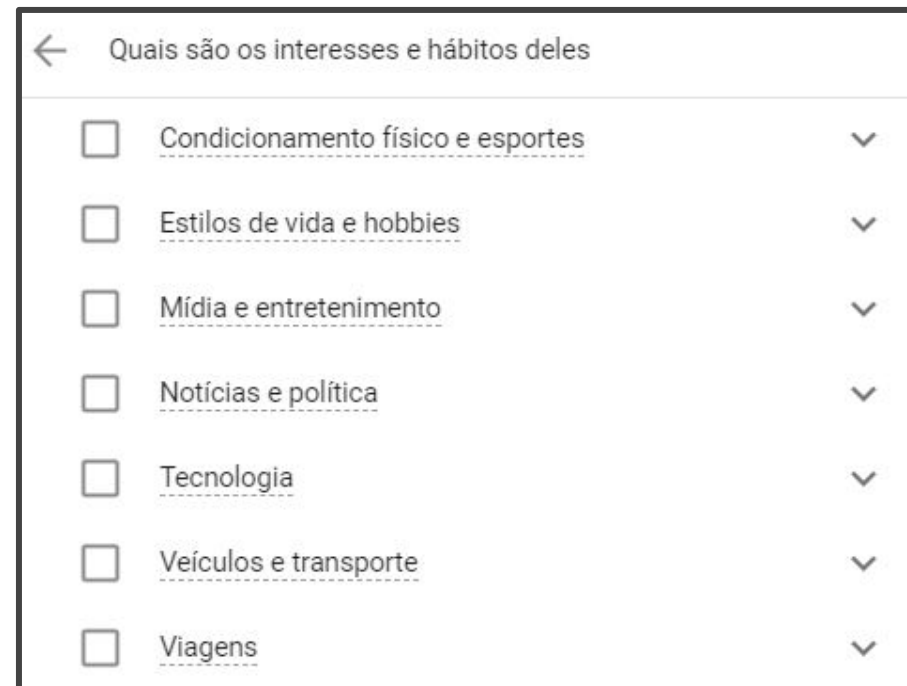 Quais são os interesses e hábitos deles
Condicionamento físico e esportes
Estilos de vida e hobbies
Mídia e entretenimento
Notícias e política
Tecnologia
Veículos e transporte
Viagens